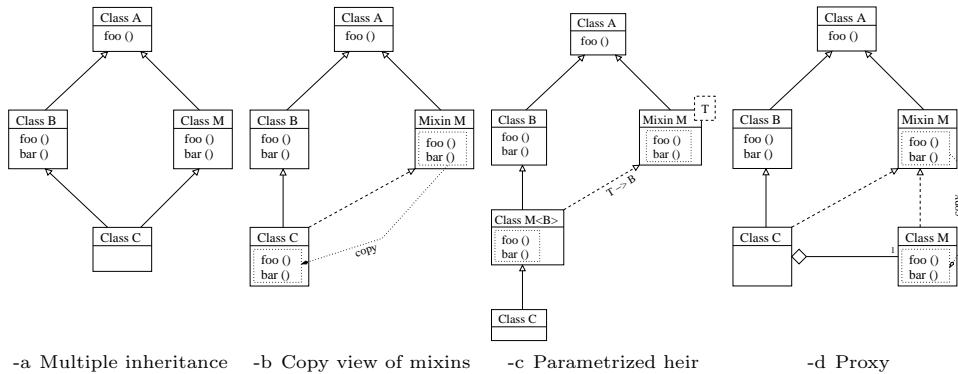 Class A
foo ()
Class B
foo ()
bar ()
Class M
foo ()
bar ()
Class C
-a Multiple inheritance
Class A
foo ()
Class B
foo ()
bar ()
Mixin M
foo ()
bar ()
Class C
foo ()
bar ()
copy
-b Copy view of mixins
Class A
foo ()
Class B
foo ()
bar ()
T
Mixin M
foo ()
bar ()
T -> B
Class M<B>
foo ()
bar ()
Class C
-c Parametrized heir
Class A
foo ()
Class B
foo ()
bar ()
Mixin M
foo ()
bar ()
copy
Class C
1
Class M
foo ()
bar ()
-d Proxy